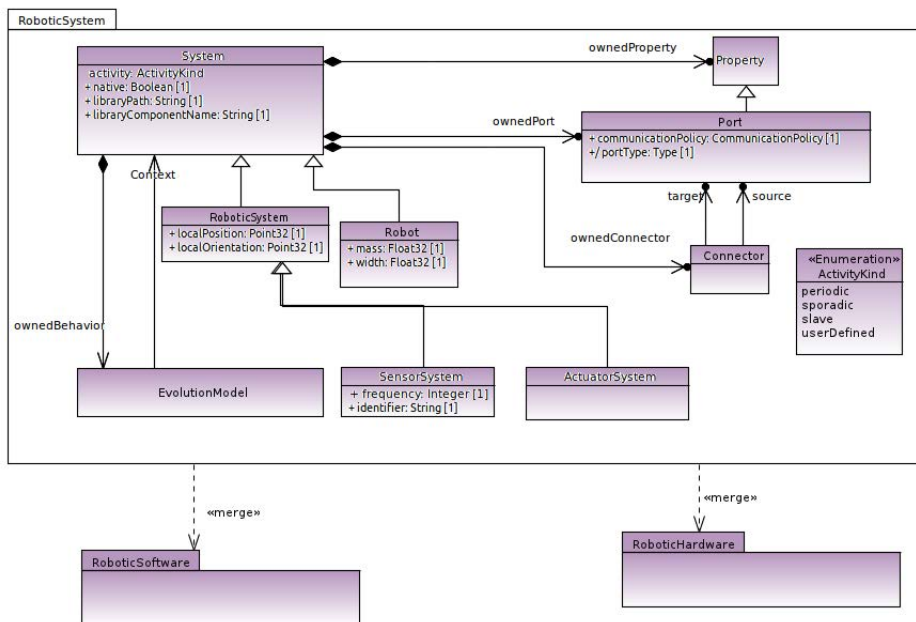 RoboticSystem
System
activity: ActivityKind
+ native: Boolean [1]
+ libraryPath: String [1]
+ libraryComponentName: String [1]
ownedProperty
Property
ownedPort
Port
+ communicationPolicy: CommunicationPolicy [1]
+/ portType: Type [1]
Context
target
source
RoboticSystem
+ localPosition: Point32 [1]
+ localOrientation: Point32 [1]
Robot
+ mass: Float32 [1]
+ width: Float32 [1]
ownedConnector
Connector
«Enumeration»
ActivityKind
periodic
sporadic
slave
userDefined
ownedBehavior
EvolutionModel
SensorSystem
+ frequency: Integer [1]
+ identifier: String [1]
ActuatorSystem
«merge»
«merge»
RoboticSoftware
RoboticHardware